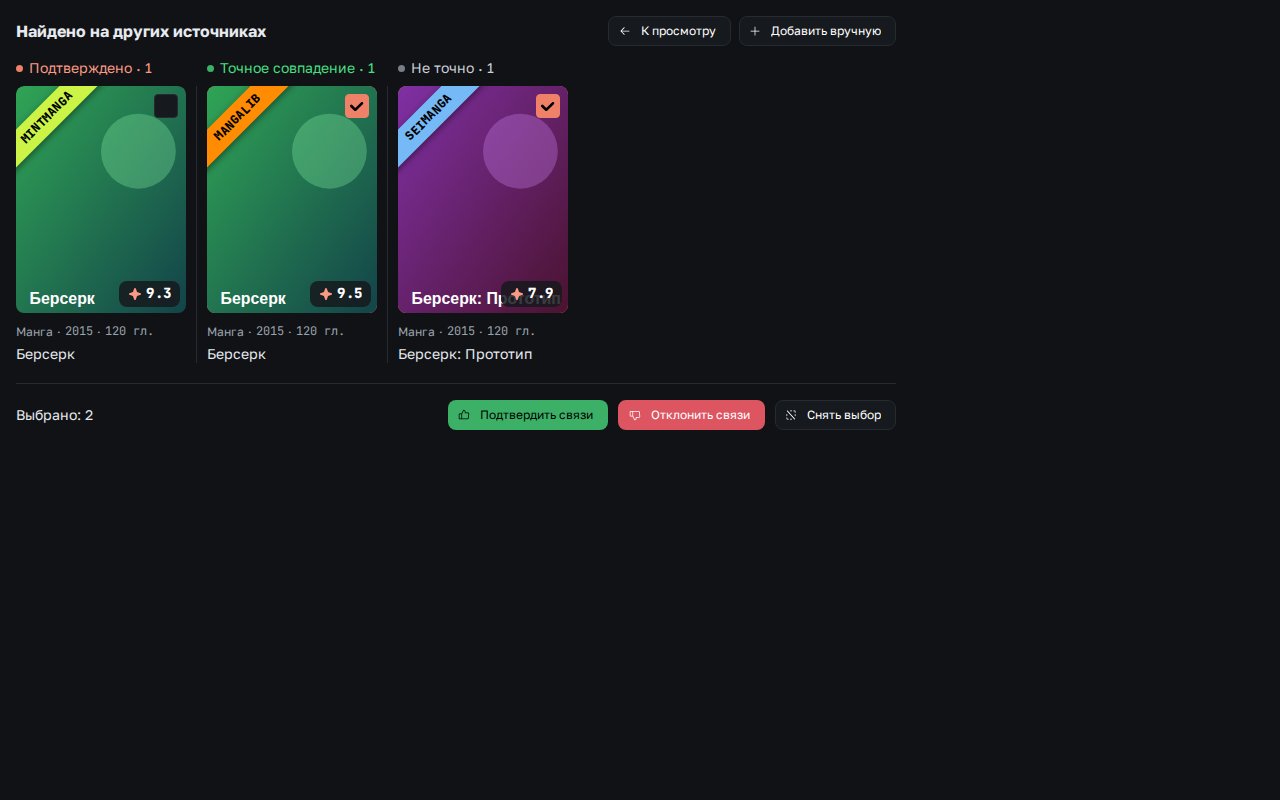 Найдено на других источниках
К просмотру
Добавить вручную
Подтверждено · 1
Точное совпадение · 1
Не точно · 1
MINTMANGA
Берсерк
9.3
Манга · 2015 · 120 гл.
Берсерк
MANGALIB
Берсерк
9.5
Манга · 2015 · 120 гл.
Берсерк
SEIMANGA
Берсерк: Прототип
7.9
Манга · 2015 · 120 гл.
Берсерк: Прототип
Выбрано: 2
Подтвердить связи
Отклонить связи
Снять выбор